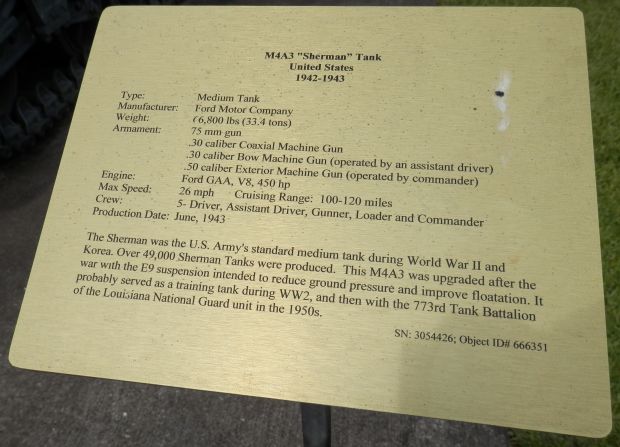 M4A3 "Sherman" Tank
United States
1942-1943
Type: Medium Tank
Manufacturer: Ford Motor Company
Weight: 66,800 lbs (33.4 tons)
Armament: 75 mm gun
.30 caliber Coaxial Machine Gun
.30 caliber Bow Machine Gun (operated by an assistant driver)
.50 caliber Exterior Machine Gun (operated by commander)
Engine: Ford GAA, V8, 450 hp
Max Speed: 26 mph Cruising Range: 100-120 miles
Crew: 5- Driver, Assistant Driver, Gunner, Loader and Commander
Production Date: June, 1943
The Sherman was the U.S. Army's standard medium tank during World War II and
Korea. Over 49,000 Sherman Tanks were produced. This M4A3 was upgraded after the
war with the E9 suspension intended to reduce ground pressure and improve floatation. It
probably served as a training tank during WW2, and then with the 773rd Tank Battalion
of the Louisiana National Guard unit in the 1950s.
SN: 3054426; Object ID# 666351